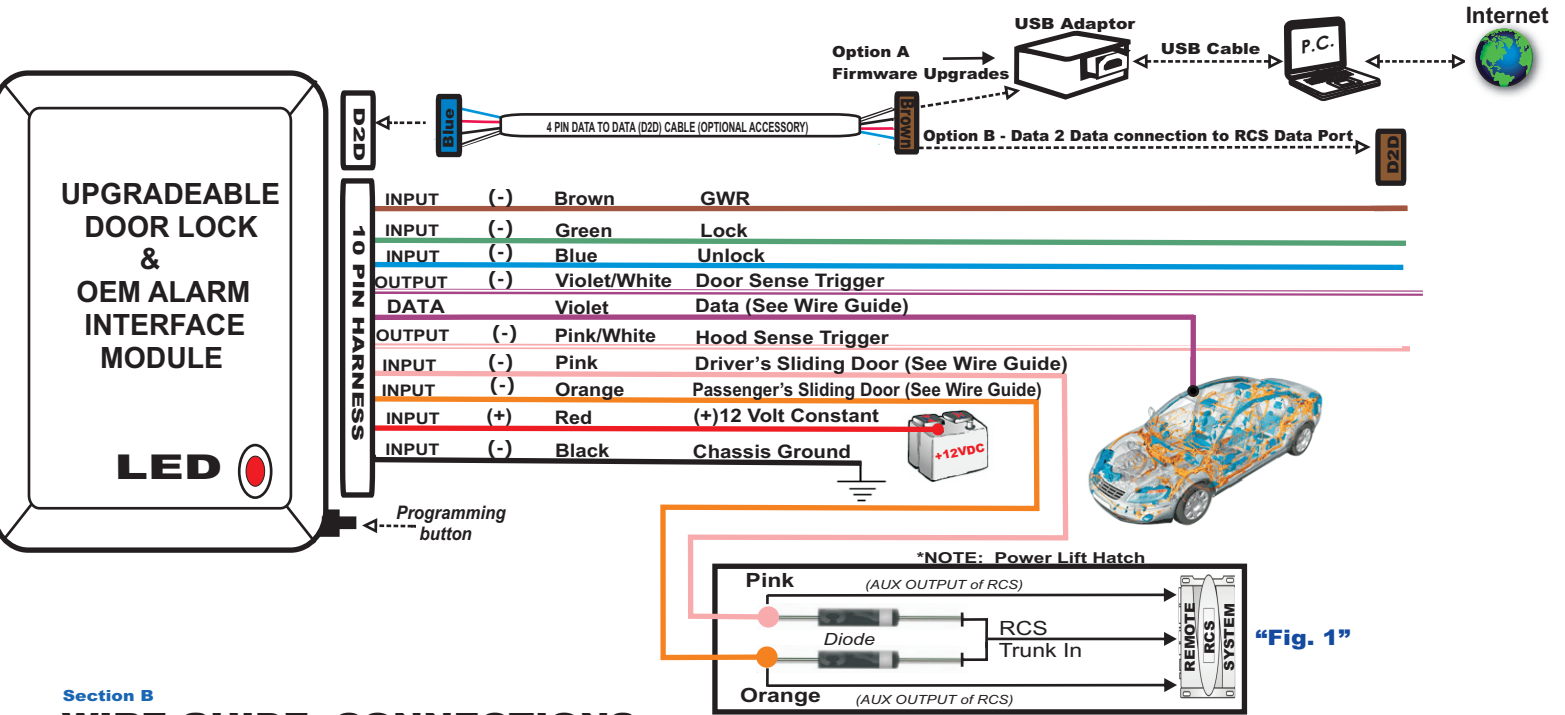 Internet
USB Adaptor
Option A
Firmware Upgrades
USB Cable
P.C.
D2D
Blue
4 PIN DATA TO DATA (D2D) CABLE (OPTIONAL ACCESSORY)
Brown
Option B - Data 2 Data connection to RCS Data Port
D2D
UPGRADEABLE
DOOR LOCK
&
OEM ALARM
INTERFACE
MODULE
LED
10 PIN HARNESS
INPUT (-) Brown GWR
INPUT (-) Green Lock
INPUT (-) Blue Unlock
OUTPUT (-) Violet/White Door Sense Trigger
DATA Violet Data (See Wire Guide)
OUTPUT (-) Pink/White Hood Sense Trigger
INPUT (-) Pink Driver's Sliding Door (See Wire Guide)
INPUT (-) Orange Passenger's Sliding Door (See Wire Guide)
INPUT (+) Red (+)12 Volt Constant
INPUT (-) Black Chassis Ground
+12VDC
Programming
button
*NOTE: Power Lift Hatch
Pink (AUX OUTPUT of RCS)
Diode
RCS
Trunk In
Orange (AUX OUTPUT of RCS)
REMOTE
RCS
SYSTEM
“Fig. 1”
Section B